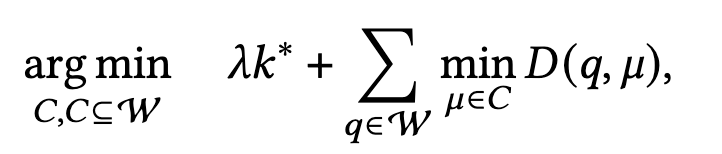 arg min λk* + ∑ min D(q, μ),
C,C⊆𝒲 q∈𝒲 μ∈C